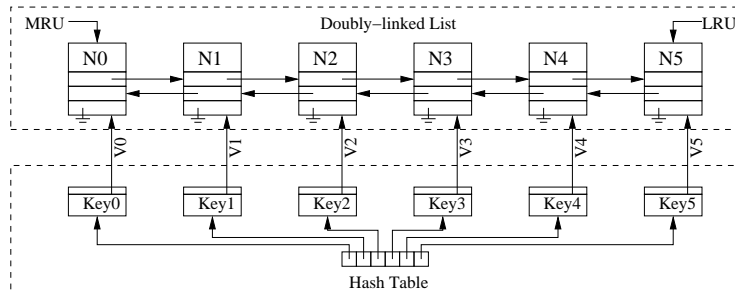 MRU
Doubly-linked List
LRU
N0 N1 N2 N3 N4 N5
V0 V1 V2 V3 V4 V5
Key0 Key1 Key2 Key3 Key4 Key5
Hash Table